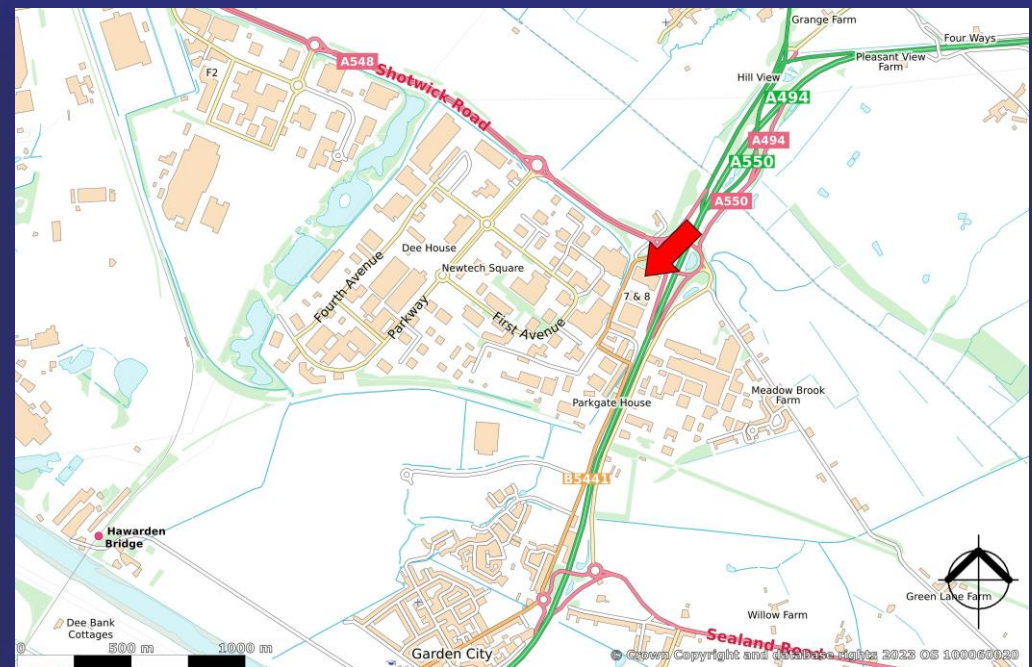 Grange Farm
Four Ways
F2
A548
Shotwick Road
Hill View
Pleasant View
Farm
A494
A494
A550
A550
Dee House
Newtech Square
7 & 8
Fourth Avenue
Parkway
First Avenue
Meadow Brook
Farm
Parkgate House
B5441
Hawarden
Bridge
Green Lane Farm
Willow Farm
Dee Bank
Cottages
Garden City
Sealand Road
0 500 m 1000 m
© Crown Copyright and database rights 2023 OS 100060020